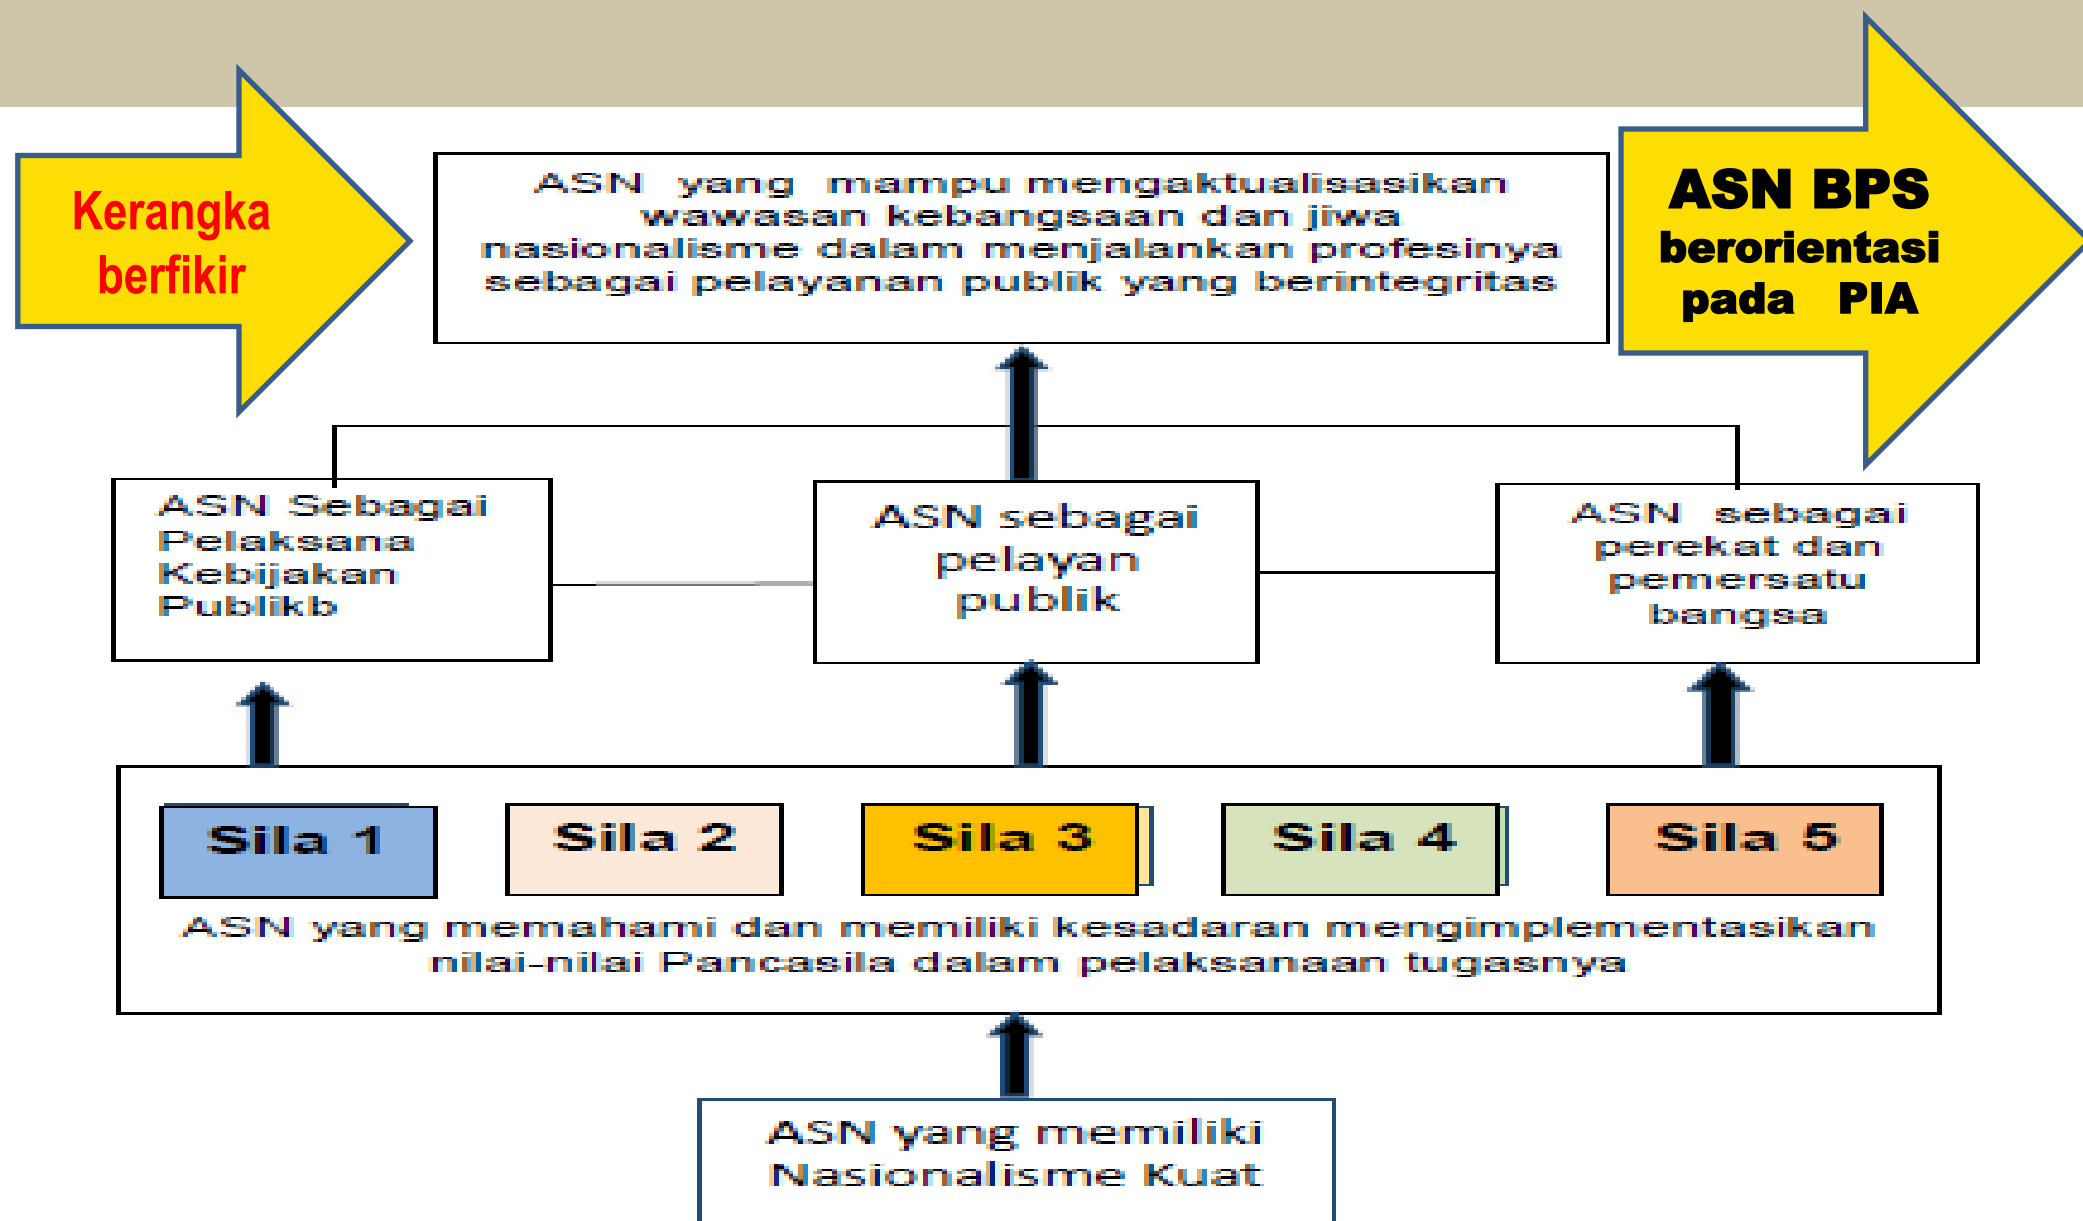 Kerangka
berfikir
ASN yang mampu mengaktualisasikan
wawasan kebangsaan dan jiwa
nasionalisme dalam menjalankan profesinya
sebagai pelayanan publik yang berintegritas
ASN BPS
berorientasi
pada PIA
ASN Sebagai
Pelaksana
Kebijakan
Publikb
ASN sebagai
pelayan
publik
ASN sebagai
perekat dan
pemersatu
bangsa
Sila 1
Sila 2
Sila 3
Sila 4
Sila 5
ASN yang memahami dan memiliki kesadaran mengimplementasikan
nilai-nilai Pancasila dalam pelaksanaan tugasnya
ASN yang memiliki
Nasionalisme Kuat